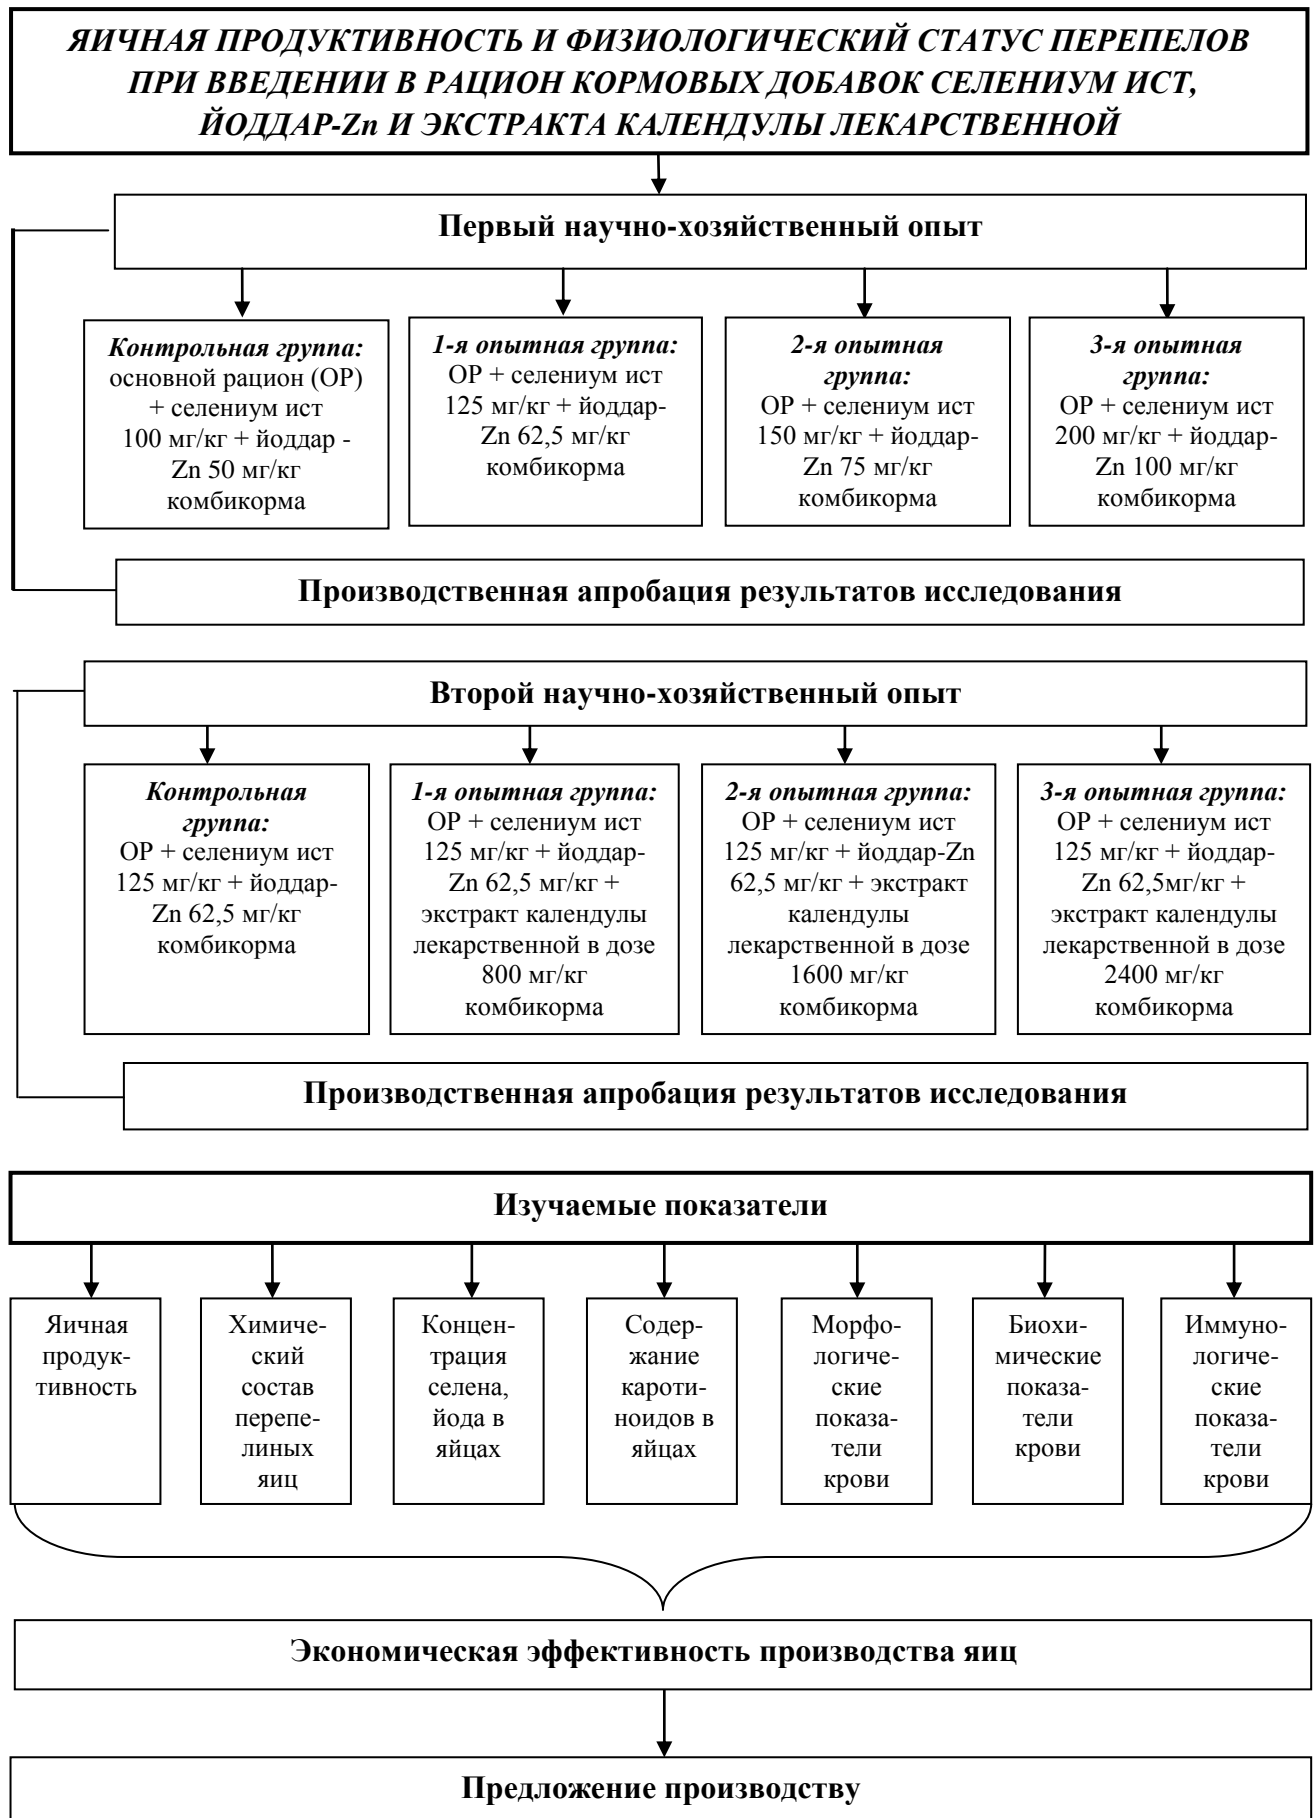 ЯИЧНАЯ ПРОДУКТИВНОСТЬ И ФИЗИОЛОГИЧЕСКИЙ СТАТУС ПЕРЕПЕЛОВ
ПРИ ВВЕДЕНИИ В РАЦИОН КОРМОВЫХ ДОБАВОК СЕЛЕНИУМ ИСТ,
ЙОДДАР-Zn И ЭКСТРАКТА КАЛЕНДУЛЫ ЛЕКАРСТВЕННОЙ
Первый научно-хозяйственный опыт
Контрольная группа:
основной рацион (ОР)
+ селениум ист
100 мг/кг + йоддар -
Zn 50 мг/кг
комбикорма
1-я опытная группа:
ОР + селениум ист
125 мг/кг + йоддар-
Zn 62,5 мг/кг
комбикорма
2-я опытная
группа:
ОР + селениум ист
150 мг/кг + йоддар-
Zn 75 мг/кг
комбикорма
3-я опытная
группа:
ОР + селениум ист
200 мг/кг + йоддар-
Zn 100 мг/кг
комбикорма
Производственная апробация результатов исследования
Второй научно-хозяйственный опыт
Контрольная
группа:
ОР + селениум ист
125 мг/кг + йоддар-
Zn 62,5 мг/кг
комбикорма
1-я опытная группа:
ОР + селениум ист
125 мг/кг + йоддар-
Zn 62,5 мг/кг +
экстракт календулы
лекарственной в дозе
800 мг/кг
комбикорма
2-я опытная группа:
ОР + селениум ист
125 мг/кг + йоддар-Zn
62,5 мг/кг + экстракт
календулы
лекарственной в дозе
1600 мг/кг
комбикорма
3-я опытная группа:
ОР + селениум ист
125 мг/кг + йоддар-
Zn 62,5мг/кг +
экстракт календулы
лекарственной в дозе
2400 мг/кг
комбикорма
Производственная апробация результатов исследования
Изучаемые показатели
Яичная
продук-
тивность
Химиче-
ский
состав
перепе-
линых
яиц
Концен-
трация
селена,
йода в
яйцах
Содер-
жание
кароти-
ноидов в
яйцах
Морфо-
логиче-
ские
показа-
тели
крови
Биохи-
мические
показа-
тели
крови
Иммуно-
логиче-
ские
показа-
тели
крови
Экономическая эффективность производства яиц
Предложение производству